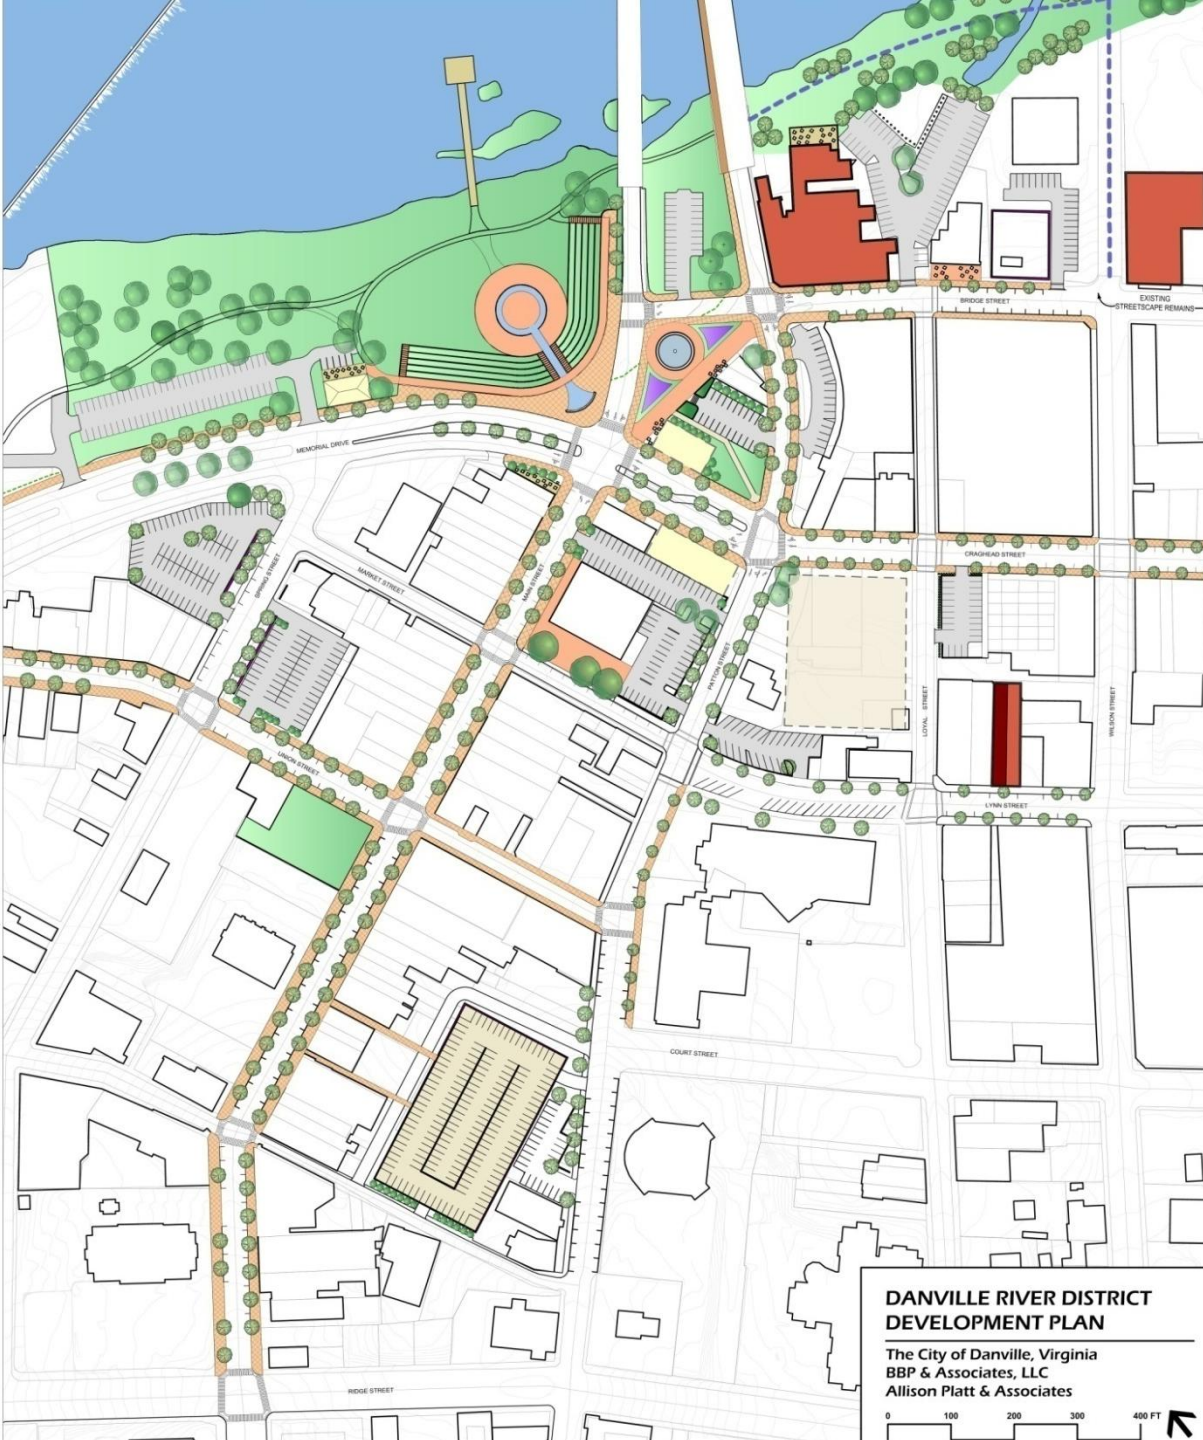 BRIDGE STREET
EXISTING
STREETSCAPE REMAINS
MEMORIAL DRIVE
SPRING STREET
MARKET STREET
MAIN STREET
CRAGHEAD STREET
PATTON STREET
LOYAL STREET
WILSON STREET
UNION STREET
LYNN STREET
COURT STREET
RIDGE STREET
DANVILLE RIVER DISTRICT
DEVELOPMENT PLAN
The City of Danville, Virginia
BBP & Associates, LLC
Allison Platt & Associates
0 100 200 300 400 FT